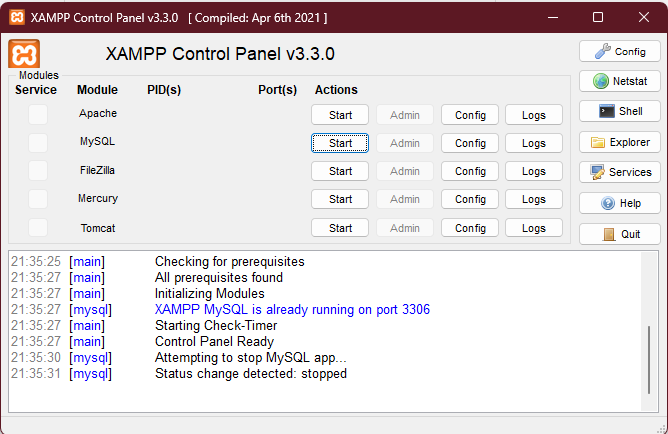 XAMPP Control Panel v3.3.0 [ Compiled: Apr 6th 2021 ]
XAMPP Control Panel v3.3.0
Config
Modules
Service Module PID(s) Port(s) Actions
Netstat
Apache Start Admin Config Logs
Shell
MySQL Start Admin Config Logs
Explorer
FileZilla Start Admin Config Logs
Services
Mercury Start Admin Config Logs
Help
Tomcat Start Admin Config Logs
Quit
21:35:25 [main] Checking for prerequisites
21:35:27 [main] All prerequisites found
21:35:27 [main] Initializing Modules
21:35:27 [mysql] XAMPP MySQL is already running on port 3306
21:35:27 [main] Starting Check-Timer
21:35:27 [main] Control Panel Ready
21:35:30 [mysql] Attempting to stop MySQL app...
21:35:31 [mysql] Status change detected: stopped